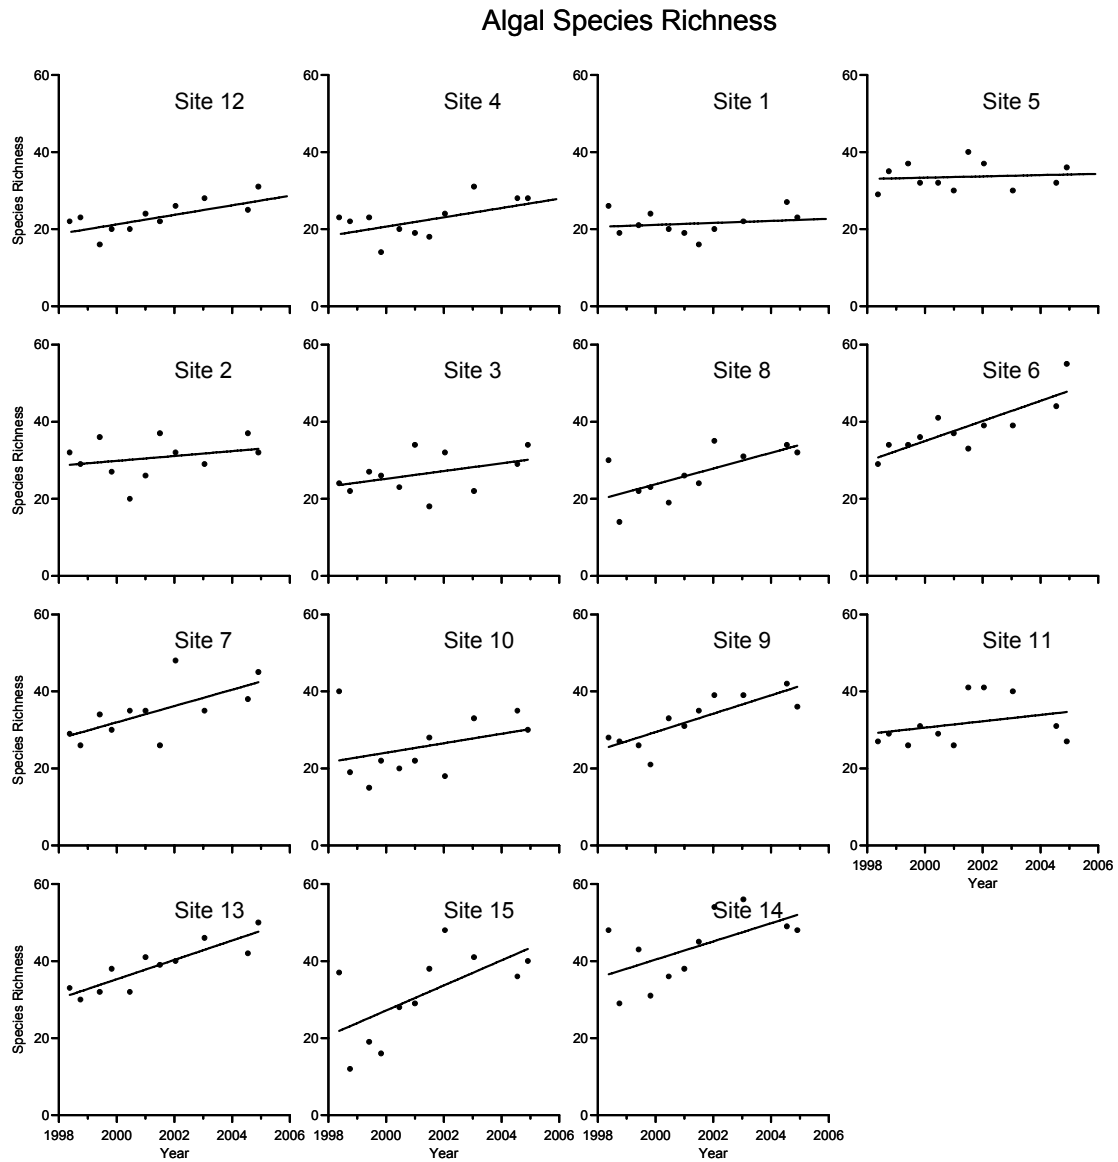 Algal Species Richness
60 60 60 60
Site 12 Site 4 Site 1 Site 5
Species Richness
40 40 40 40
20 20 20 20
0 0 0 0
60 60 60 60
Site 2 Site 3 Site 8 Site 6
Species Richness
40 40 40 40
20 20 20 20
0 0 0 0
60 60 60 60
Site 7 Site 10 Site 9 Site 11
Species Richness
40 40 40 40
20 20 20 20
0 0 0 0
1998 2000 2002 2004 2006
Year
60 60 60
Site 13 Site 15 Site 14
Species Richness
40 40 40
20 20 20
0 0 0
1998 2000 2002 2004 2006 1998 2000 2002 2004 2006 1998 2000 2002 2004 2006
Year Year Year